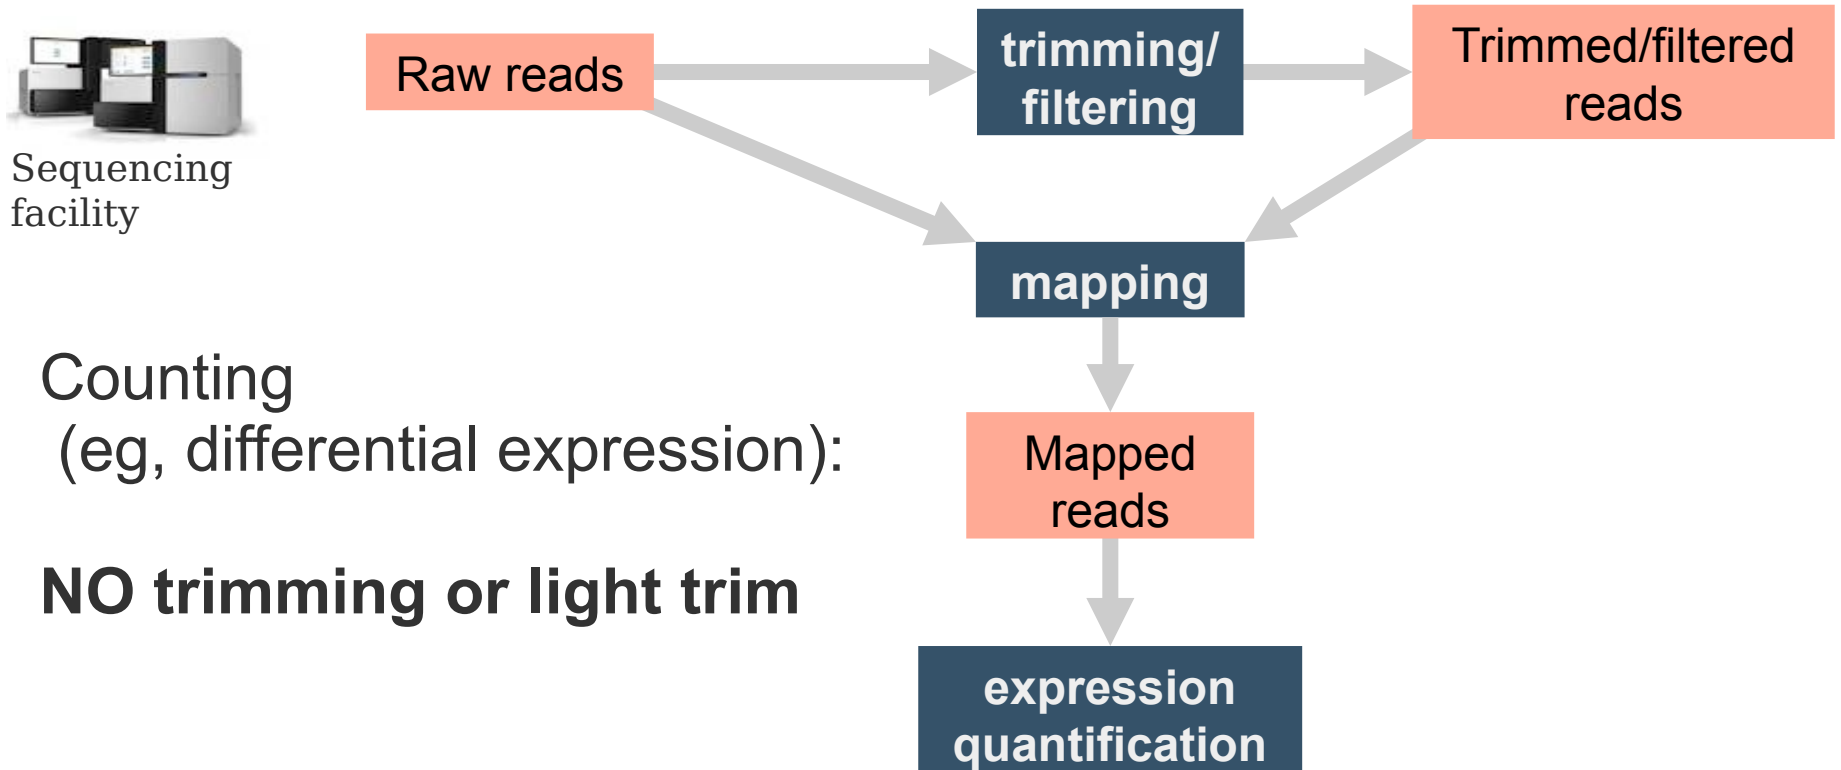 Sequencing
facility
Raw reads
trimming/
filtering
Trimmed/filtered
reads
mapping
Counting
(eg, differential expression):
NO trimming or light trim
Mapped
reads
expression
quantification